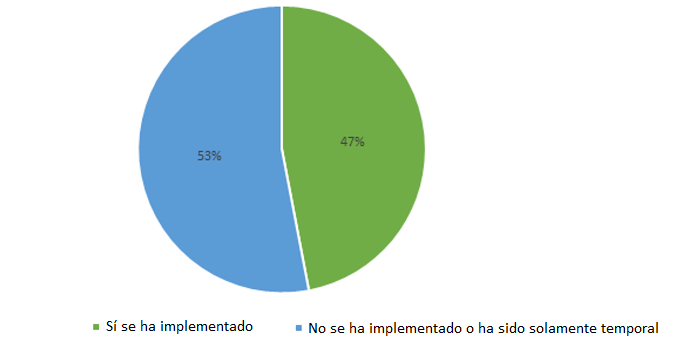 47%
53%
Sí se ha implementado
No se ha implementado o ha sido solamente temporal